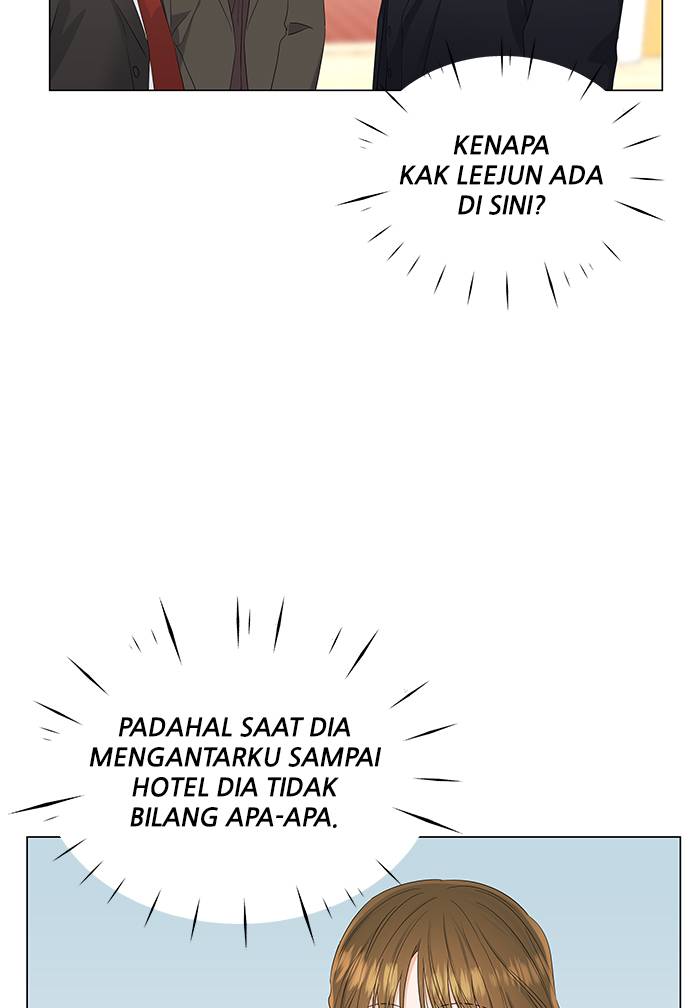 KENAPA
KAK LEEJUN ADA
DI SINI?
PADAHAL SAAT DIA
MENGANTARKU SAMPAI
HOTEL DIA TIDAK
BILANG APA-APA.